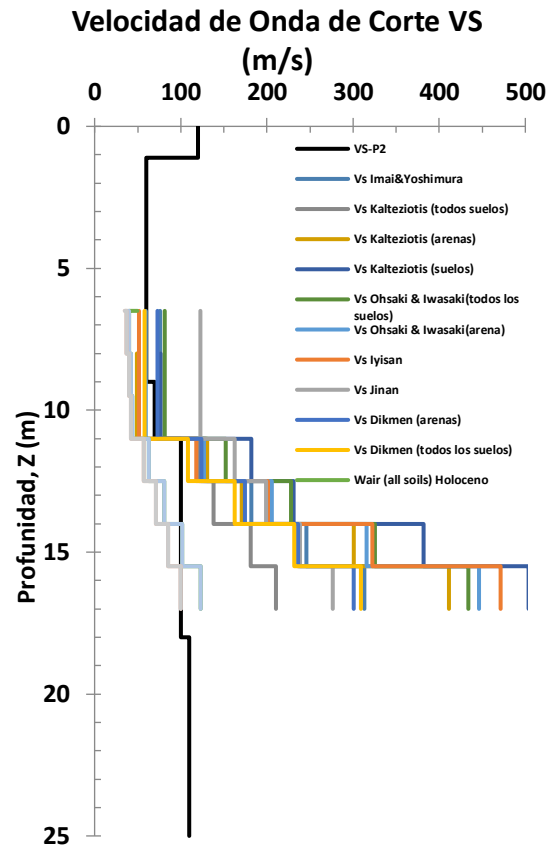 Velocidad de Onda de Corte VS
(m/s)
0 100 200 300 400 500
0
5
10
15
20
25
Profunidad, Z (m)
VS-P2
Vs Imai&Yoshimura
Vs Kalteziotis (todos suelos)
Vs Kalteziotis (arenas)
Vs Kalteziotis (suelos)
Vs Ohsaki & Iwasaki(todos los
suelos)
Vs Ohsaki & Iwasaki(arena)
Vs Iyisan
Vs Jinan
Vs Dikmen (arenas)
Vs Dikmen (todos los suelos)
Wair (all soils) Holoceno